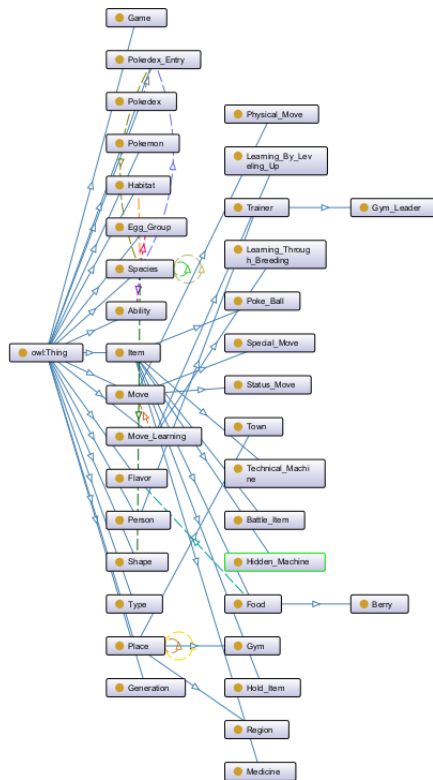 Game
Pokedex_Entry
Pokedex
Physical_Move
Pokemon
Learning_By_Lev
eling_Up
Habitat
Trainer
Gym_Leader
Egg_Group
Learning_Throug
h_Breeding
Species
Poke_Ball
Ability
Special_Move
owl:Thing
Item
Status_Move
Move
Town
Move_Learning
Technical_Machi
ne
Flavor
Person
Battle_Item
Shape
Hidden_Machine
Type
Food
Berry
Place
Gym
Generation
Hold_Item
Region
Medicine